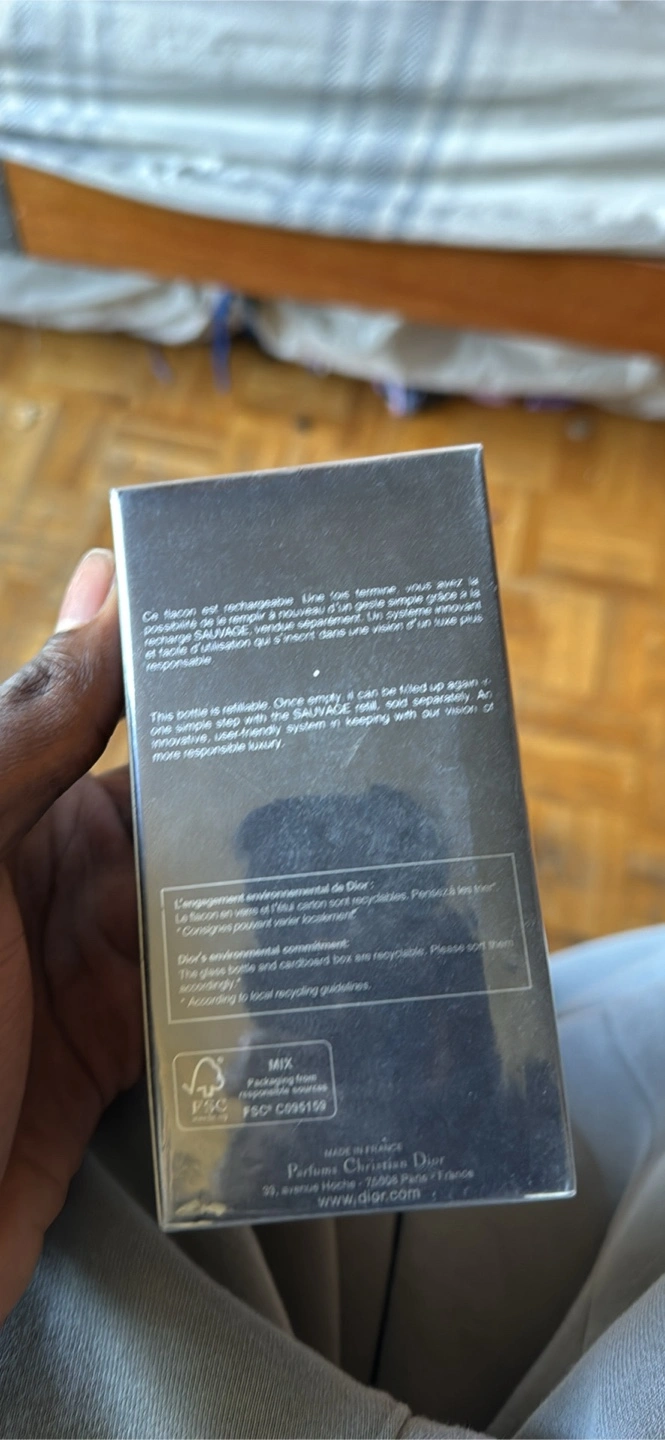 Ce flacon est rechargeable. Une fois terminé, vous avez la
possibilité de le remplir à nouveau d'un geste simple grâce à la
recharge SAUVAGE, vendue séparément. Un système innovant
et facile d'utilisation qui s'inscrit dans une vision d'un luxe plus
responsable.
This bottle is refillable. Once empty, it can be filled up again
one simple step with the SAUVAGE refill, sold separately. An
innovative, user-friendly system in keeping with our vision of
more responsible luxury.
L'engagement environnemental de Dior :
Le flacon en verre et l'étui carton sont recyclables. Pensez à les trier*.
* Consignes pouvant varier localement
Dior's environmental commitment:
The glass bottle and cardboard box are recyclable. Please sort them
accordingly.*
* According to local recycling guidelines.
FSC
MIX
Packaging from
responsible sources
FSC® C095159
MADE IN FRANCE
Parfums Christian Dior
33, avenue Hoche - 75008 Paris - France
www.dior.com